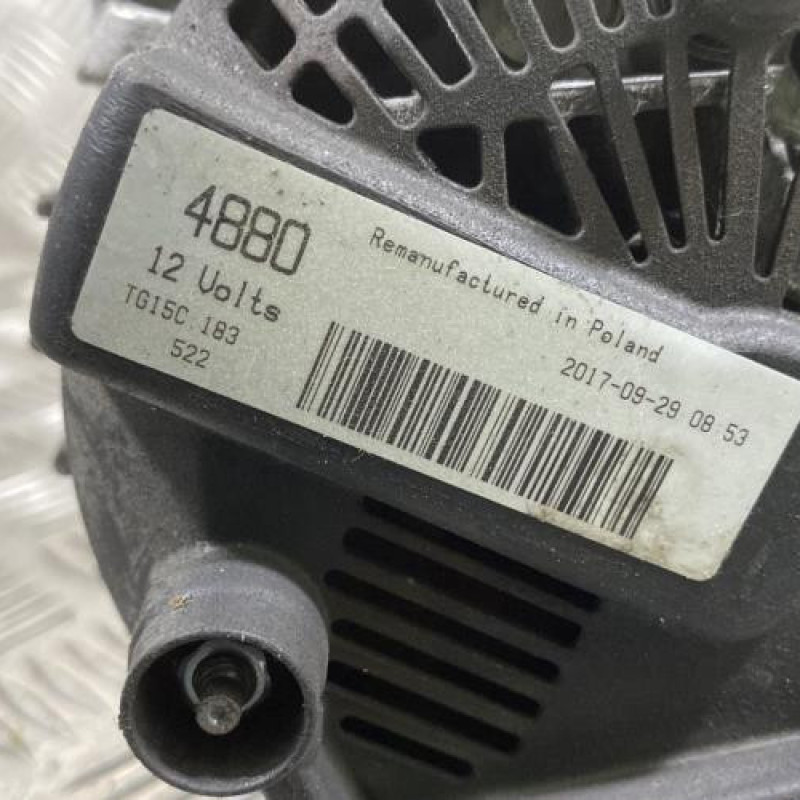 4880
12 Volts
TG15C 183
522
Remanufactured in Poland
2017-09-29 08 53